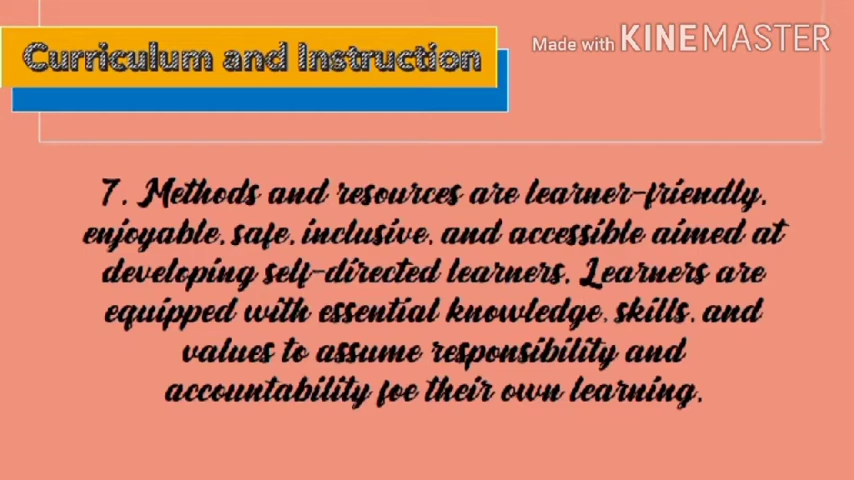 Curriculum and Instruction
Made with KINEMASTER
7. Methods and resources are learner-friendly,
enjoyable, safe, inclusive, and accessible aimed at
developing self-directed learners. Learners are
equipped with essential knowledge, skills, and
values to assume responsibility and
accountability foe their own learning.